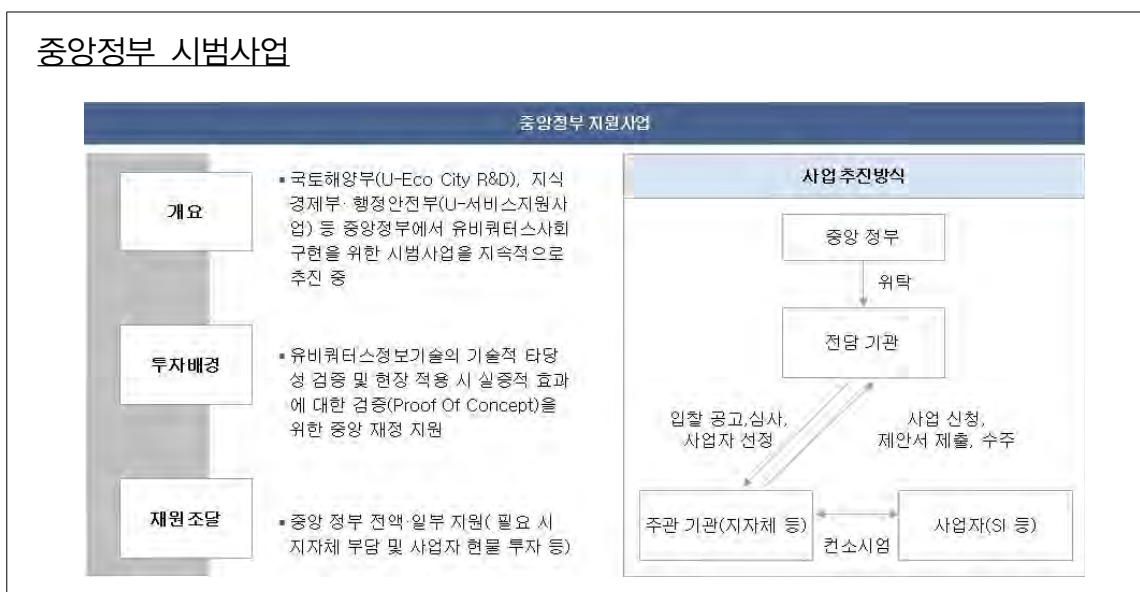 중앙정부 시범사업
중앙정부 지원사업
개요
▪ 국토해양부(U-Eco City R&D), 지식
경제부· 행정안전부(U-서비스지원사
업) 등 중앙정부에서 유비쿼터스사회
구현을 위한 시범사업을 지속적으로
추진 중
투자배경
▪ 유비쿼터스정보기술의 기술적 타당
성 검증 및 현장 적용 시 실증적 효과
에 대한 검증(Proof Of Concept)을
위한 중앙 재정 지원
재원조달
▪ 중앙 정부 전액·일부 지원( 필요 시
지자체 부담 및 사업자 현물 투자 등)
사업 추진방식
중앙 정부
위탁
전담 기관
입찰 공고,심사,
사업자 선정
사업 신청,
제안서 제출, 수주
주관 기관(지자체 등)
컨소시엄
사업자(SI 등)